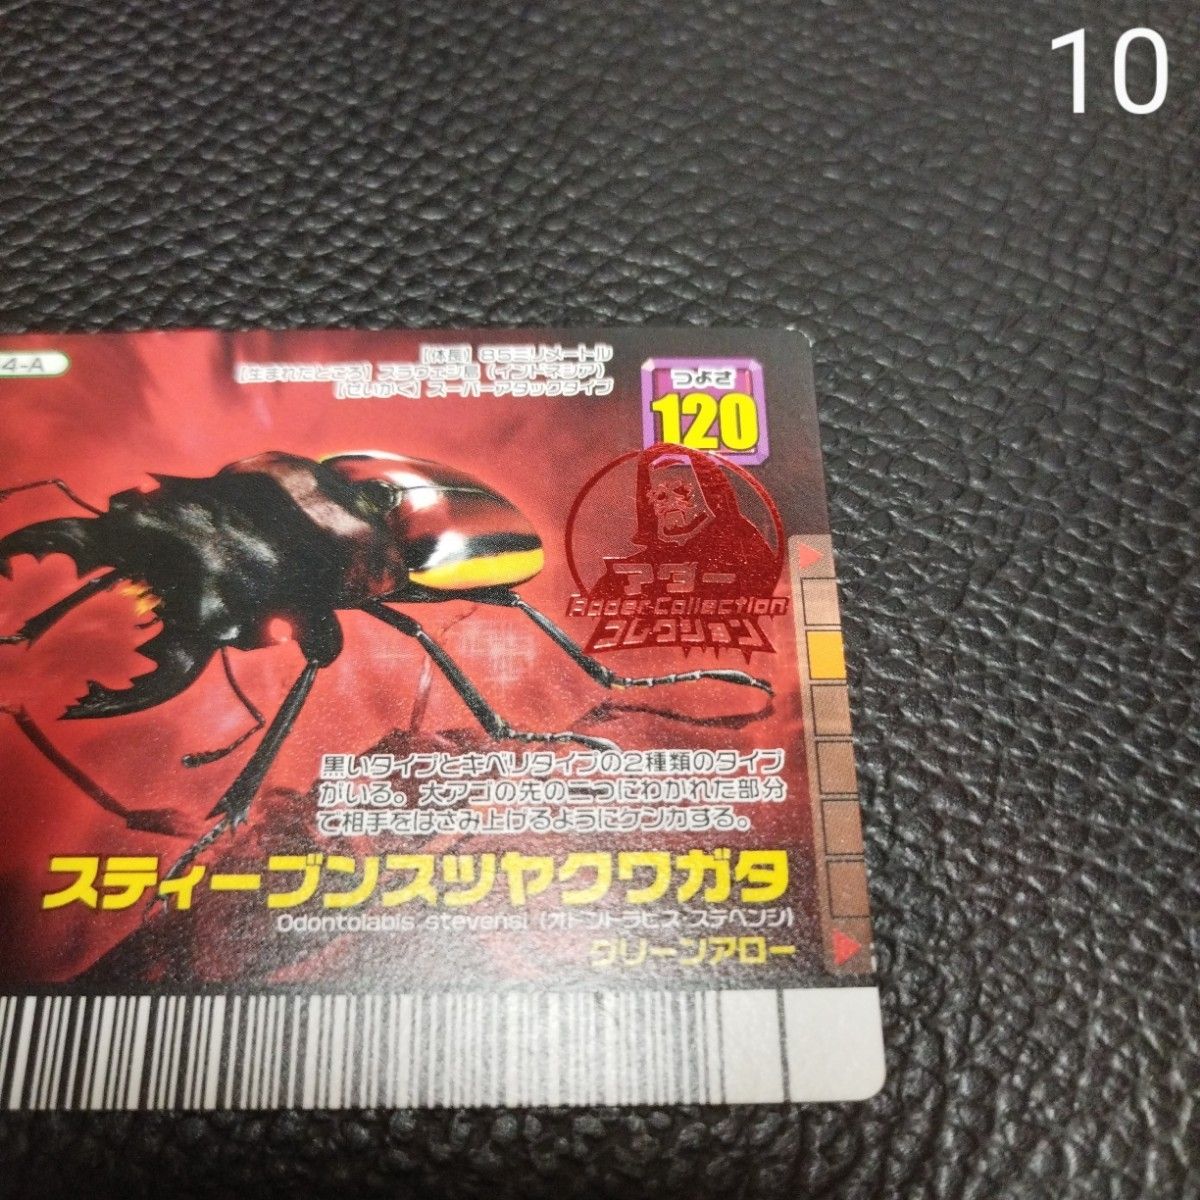 10
4-A
【体長】 85ミリメートル
【生まれたところ】 スラウェシ島 (インドネシア)
【せいかく】 スーパーアタックタイプ
つよさ
120
アダー
Adder Collection
コレクション
黒いタイプとキベリタイプの2種類のタイプ
がいる。大アゴの先の二つにわかれた部分
で相手をはさみ上げるようにケンカする。
スティーブンスツヤクワガタ
Odontolabis stevensi (オドントラビス・ステベンシ)
グリーンアロー